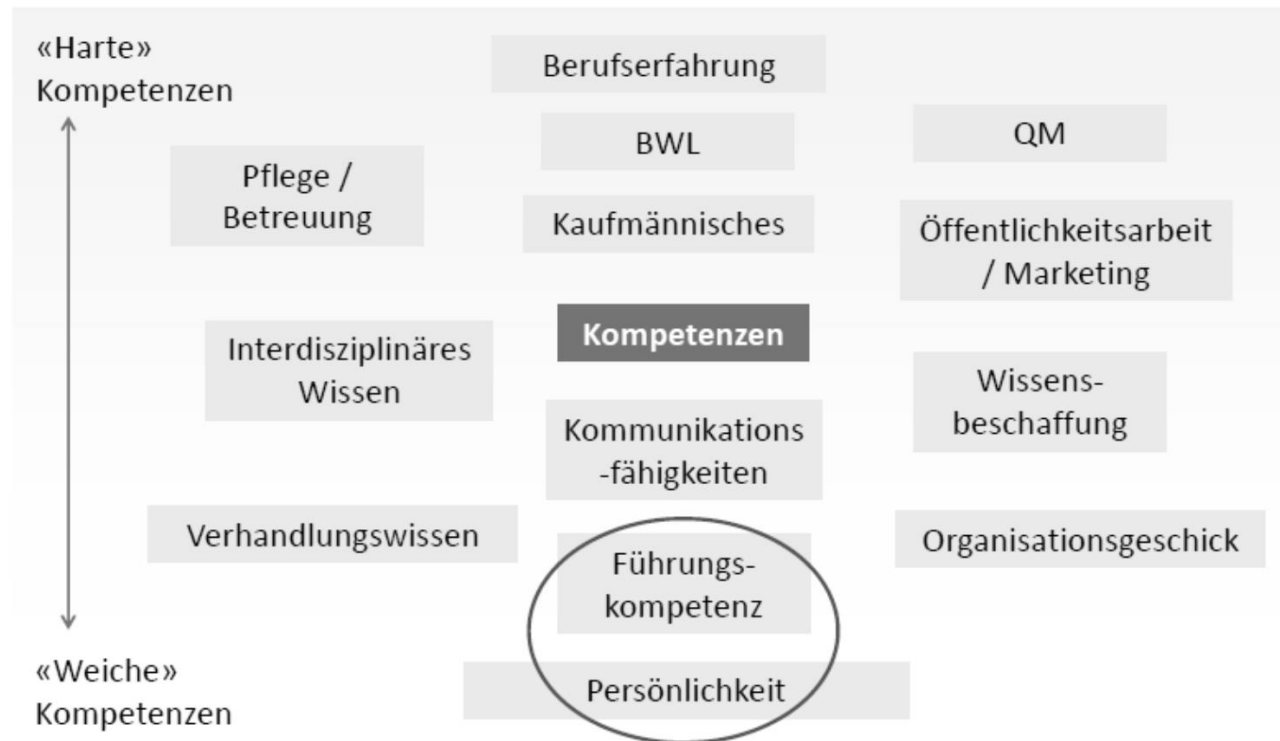 «Harte»
Kompetenzen
Berufserfahrung
BWL
QM
Pflege /
Betreuung
Kaufmännisches
Öffentlichkeitsarbeit
/ Marketing
Kompetenzen
Interdisziplinäres
Wissen
Wissens-
beschaffung
Kommunikations
-fähigkeiten
Verhandlungswissen
Organisationsgeschick
Führungs-
kompetenz
«Weiche»
Kompetenzen
Persönlichkeit